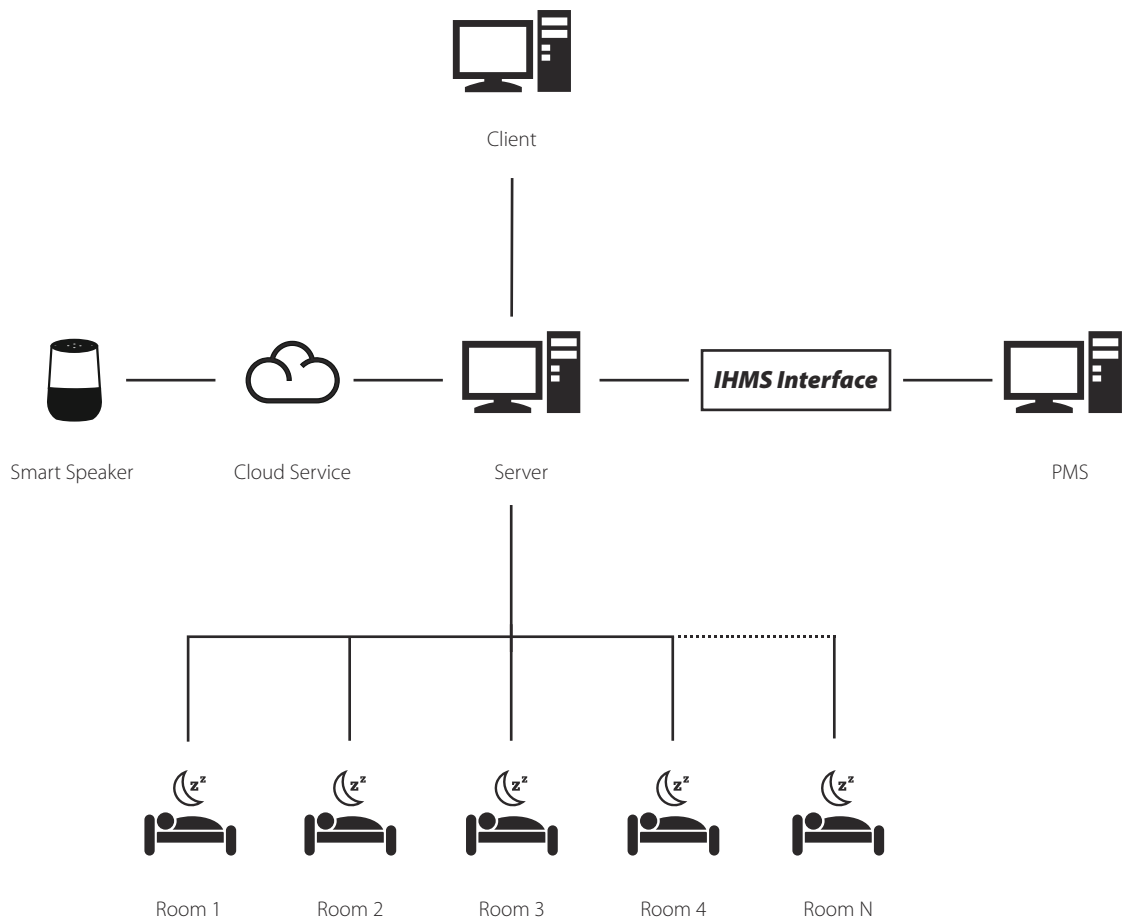 Client
IHMS Interface
Smart Speaker
Cloud Service
Server
PMS
z z
z z
z z
z z
z z
Room 1
Room 2
Room 3
Room 4
Room N